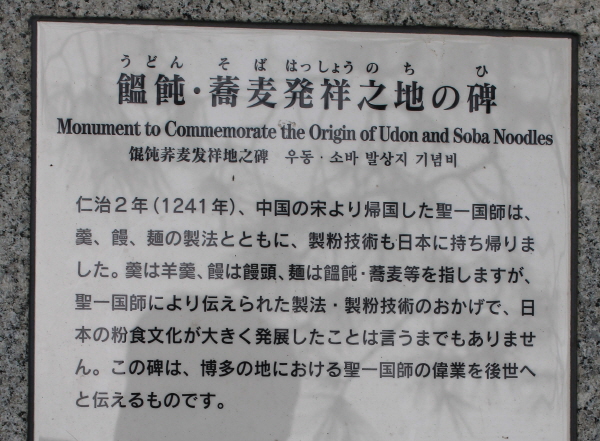 うどん そば はっしょうのち ひ
饂飩・蕎麦発祥之地の碑
Monument to Commemorate the Origin of Udon and Soba Noodles
馄饨荞麦发祥地之碑 우동・소바 발상지 기념비
仁治2年(1241年)、中国の宋より帰国した聖一国師は、
羹、饅、麺の製法とともに、製粉技術も日本に持ち帰りま
した。羹は羊羹、饅は饅頭、麺は饂飩・蕎麦等を指しますが、
聖一国師により伝えられた製法・製粉技術のおかげで、日
本の粉食文化が大きく発展したことは言うまでもありませ
ん。この碑は、博多の地における聖一国師の偉業を後世へ
と伝えるものです。